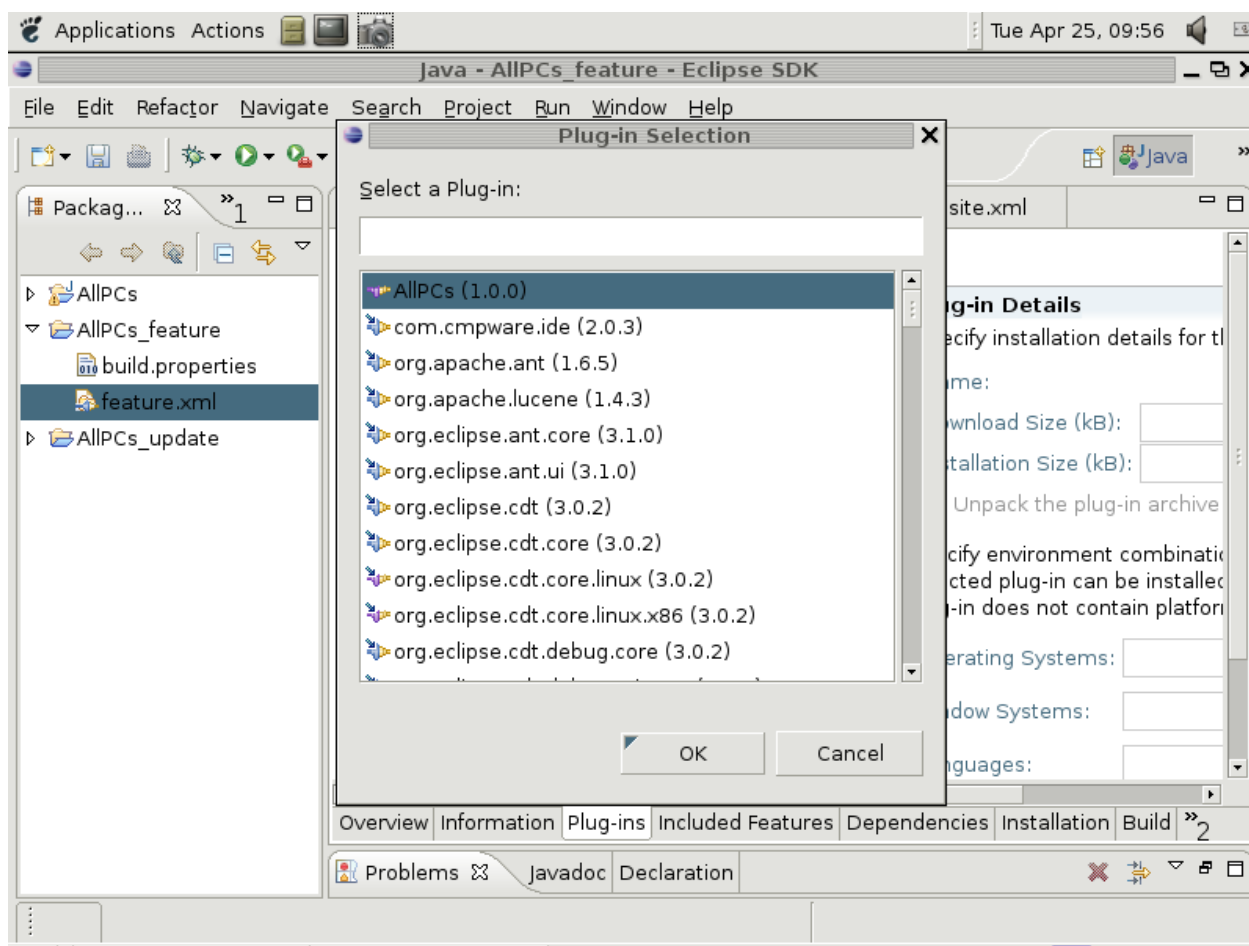 Applications Actions Tue Apr 25, 09:56
Java - AllPCs_feature - Eclipse SDK
File Edit Refactor Navigate Search Project Run Window Help
Plug-in Selection
Java »
Packag... »1
site.xml
Select a Plug-in:
AllPCs
AllPCs_feature
build.properties
feature.xml
AllPCs_update
AllPCs (1.0.0)
com.cmpware.ide (2.0.3)
org.apache.ant (1.6.5)
org.apache.lucene (1.4.3)
org.eclipse.ant.core (3.1.0)
org.eclipse.ant.ui (3.1.0)
org.eclipse.cdt (3.0.2)
org.eclipse.cdt.core (3.0.2)
org.eclipse.cdt.core.linux (3.0.2)
org.eclipse.cdt.core.linux.x86 (3.0.2)
org.eclipse.cdt.debug.core (3.0.2)
OK Cancel
ig-in Details
ecify installation details for
me:
wnload Size (kB):
tallation Size (kB):
Unpack the plug-in archive
cify environment
cted plug-in can be
-in does not contain
erating Systems:
dow Systems:
nguages:
Overview Information Plug-ins Included Features Dependencies Installation Build »2
Problems Javadoc Declaration